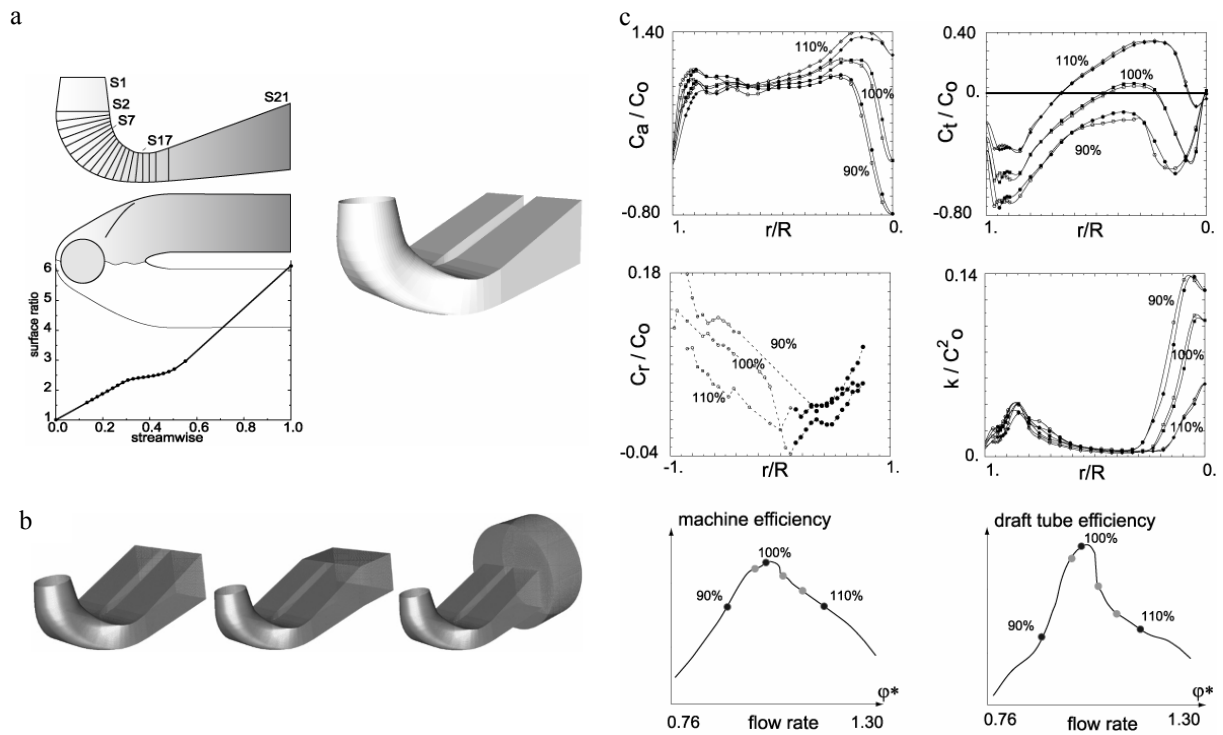 a
S1
S2
S7
S17
S21
surface ratio
6
5
4
3
2
1
0.0
0.2
0.4
0.6
0.8
1.0
streamwise
b
c
1.40
Ca / Co
-0.80
110%
100%
90%
1.
r/R
0.
0.40
0.
Ct / Co
-0.80
110%
100%
90%
1.
r/R
0.
0.18
Cr / Co
-0.04
90%
100%
110%
-1.
r/R
1.
0.14
k / C²o
0.
90%
100%
110%
1.
r/R
0.
machine efficiency
100%
90%
110%
φ*
0.76
flow rate
1.30
draft tube efficiency
100%
90%
110%
φ*
0.76
flow rate
1.30